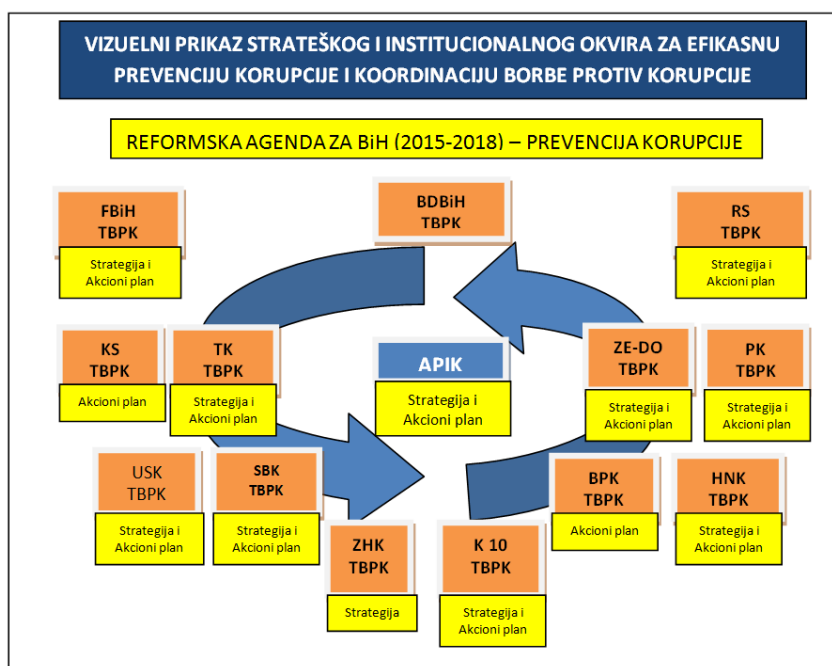 VIZUELNI PRIKAZ STRATEŠKOG I INSTITUCIONALNOG OKVIRA ZA EFIKASNU
PREVENCIJU KORUPCIJE I KOORDINACIJU BORBE PROTIV KORUPCIJE
REFORMSKA AGENDA ZA BiH (2015-2018) – PREVENCIJA KORUPCIJE
FBiH
TBPK
Strategija i
Akcioni plan
BDBiH
TBPK
RS
TBPK
Strategija i
Akcioni plan
KS
TBPK
Akcioni plan
TK
TBPK
Strategija i
Akcioni plan
APIK
Strategija i
Akcioni plan
ZE-DO
TBPK
Strategija i
Akcioni plan
PK
TBPK
Strategija i
Akcioni plan
USK
TBPK
Strategija i
Akcioni plan
SBK
TBPK
Strategija i
Akcioni plan
ZHK
TBPK
Strategija
K 10
TBPK
Strategija i
Akcioni plan
BPK
TBPK
Akcioni plan
HNK
TBPK
Strategija i
Akcioni plan